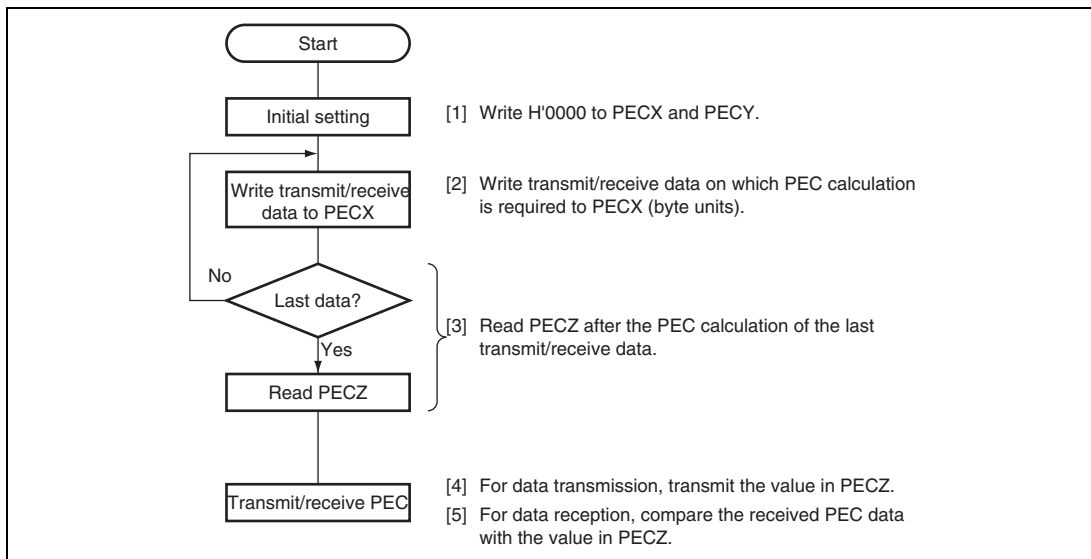 Start
Initial setting
[1] Write H'0000 to PECX and PECY.
Write transmit/receive
data to PECX
[2] Write transmit/receive data on which PEC calculation
is required to PECX (byte units).
No
Last data?
Yes
[3] Read PECZ after the PEC calculation of the last
transmit/receive data.
Read PECZ
Transmit/receive PEC
[4] For data transmission, transmit the value in PECZ.
[5] For data reception, compare the received PEC data
with the value in PECZ.